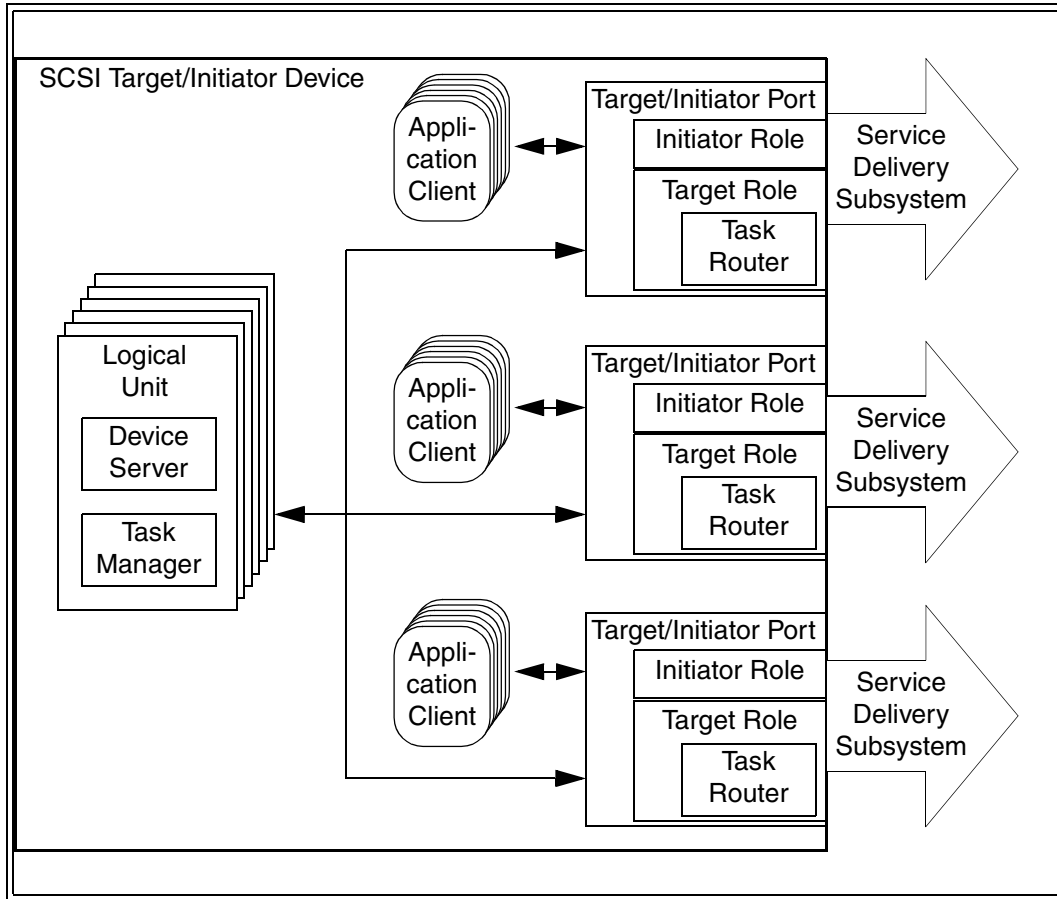 SCSI Target/Initiator Device
Appli-
cation
Client
Target/Initiator Port
Initiator Role
Target Role
Task
Router
Service
Delivery
Subsystem
Logical
Unit
Device
Server
Task
Manager
Appli-
cation
Client
Target/Initiator Port
Initiator Role
Target Role
Task
Router
Service
Delivery
Subsystem
Appli-
cation
Client
Target/Initiator Port
Initiator Role
Target Role
Task
Router
Service
Delivery
Subsystem